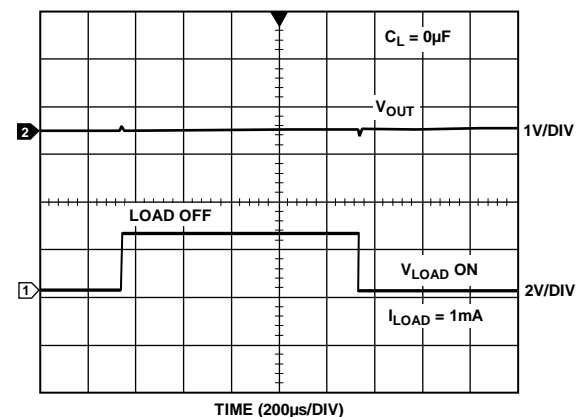 C_L = 0µF
V_OUT
2
1V/DIV
LOAD OFF
V_LOAD ON
1
2V/DIV
I_LOAD = 1mA
TIME (200µs/DIV)